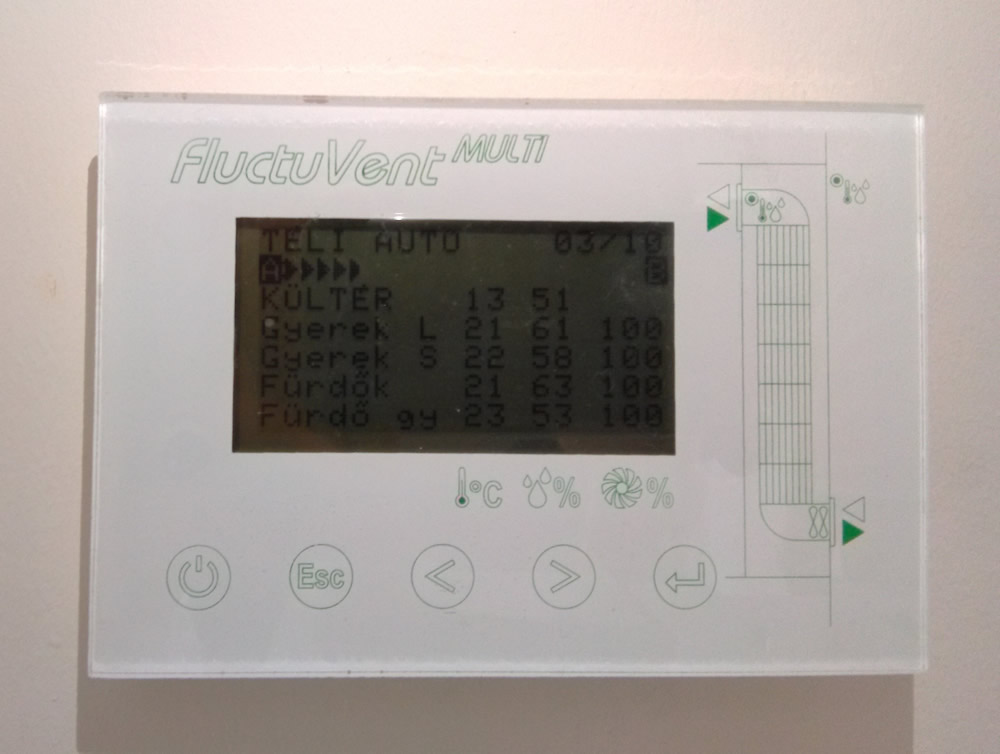 FluctuVent MULTI
TÉLI AUTO 03/10
A B
KÜLTÉR 13 51
Gyerek L 21 61 100
Gyerek S 22 58 100
Fürdők 21 63 100
Fürdő gy 23 53 100
°C % %
Esc < >